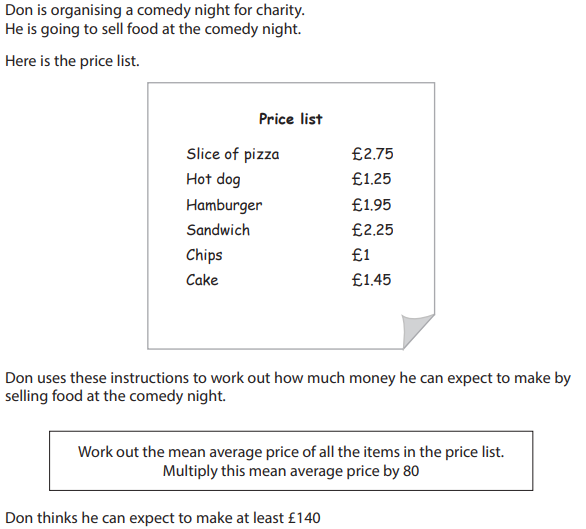 Don is organising a comedy night for charity.
He is going to sell food at the comedy night.
Here is the price list.
Price list
Slice of pizza £2.75
Hot dog £1.25
Hamburger £1.95
Sandwich £2.25
Chips £1
Cake £1.45
Don uses these instructions to work out how much money he can expect to make by
selling food at the comedy night.
Work out the mean average price of all the items in the price list.
Multiply this mean average price by 80
Don thinks he can expect to make at least £140